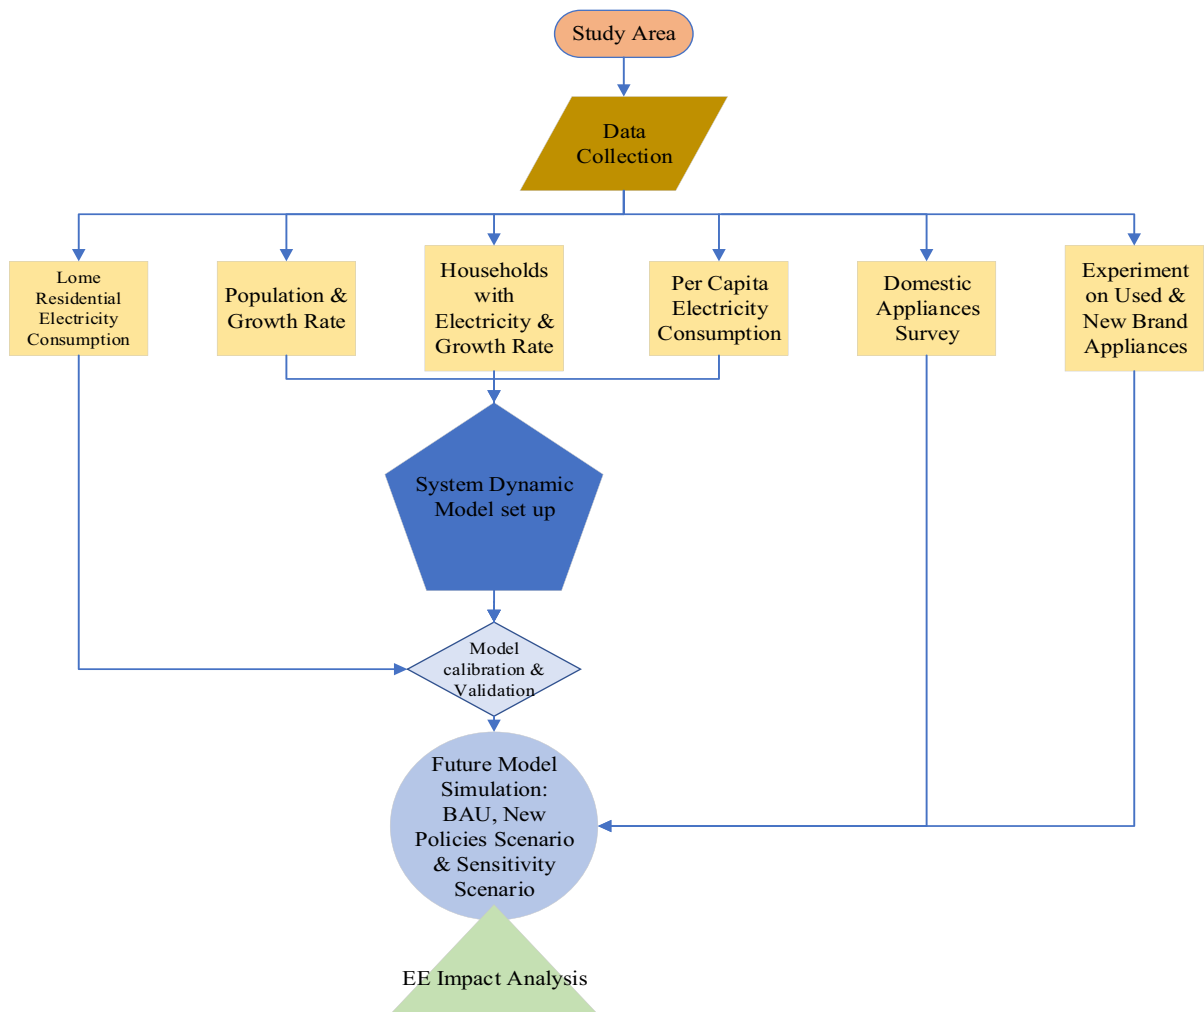 Study Area
Data
Collection
Lome
Residential
Electricity
Consumption
Population &
Growth Rate
Households
with
Electricity &
Growth Rate
Per Capita
Electricity
Consumption
Domestic
Appliances
Survey
Experiment
on Used &
New Brand
Appliances
System Dynamic
Model set up
Model
calibration &
Validation
Future Model
Simulation:
BAU, New
Policies Scenario
& Sensitivity
Scenario
EE Impact Analysis